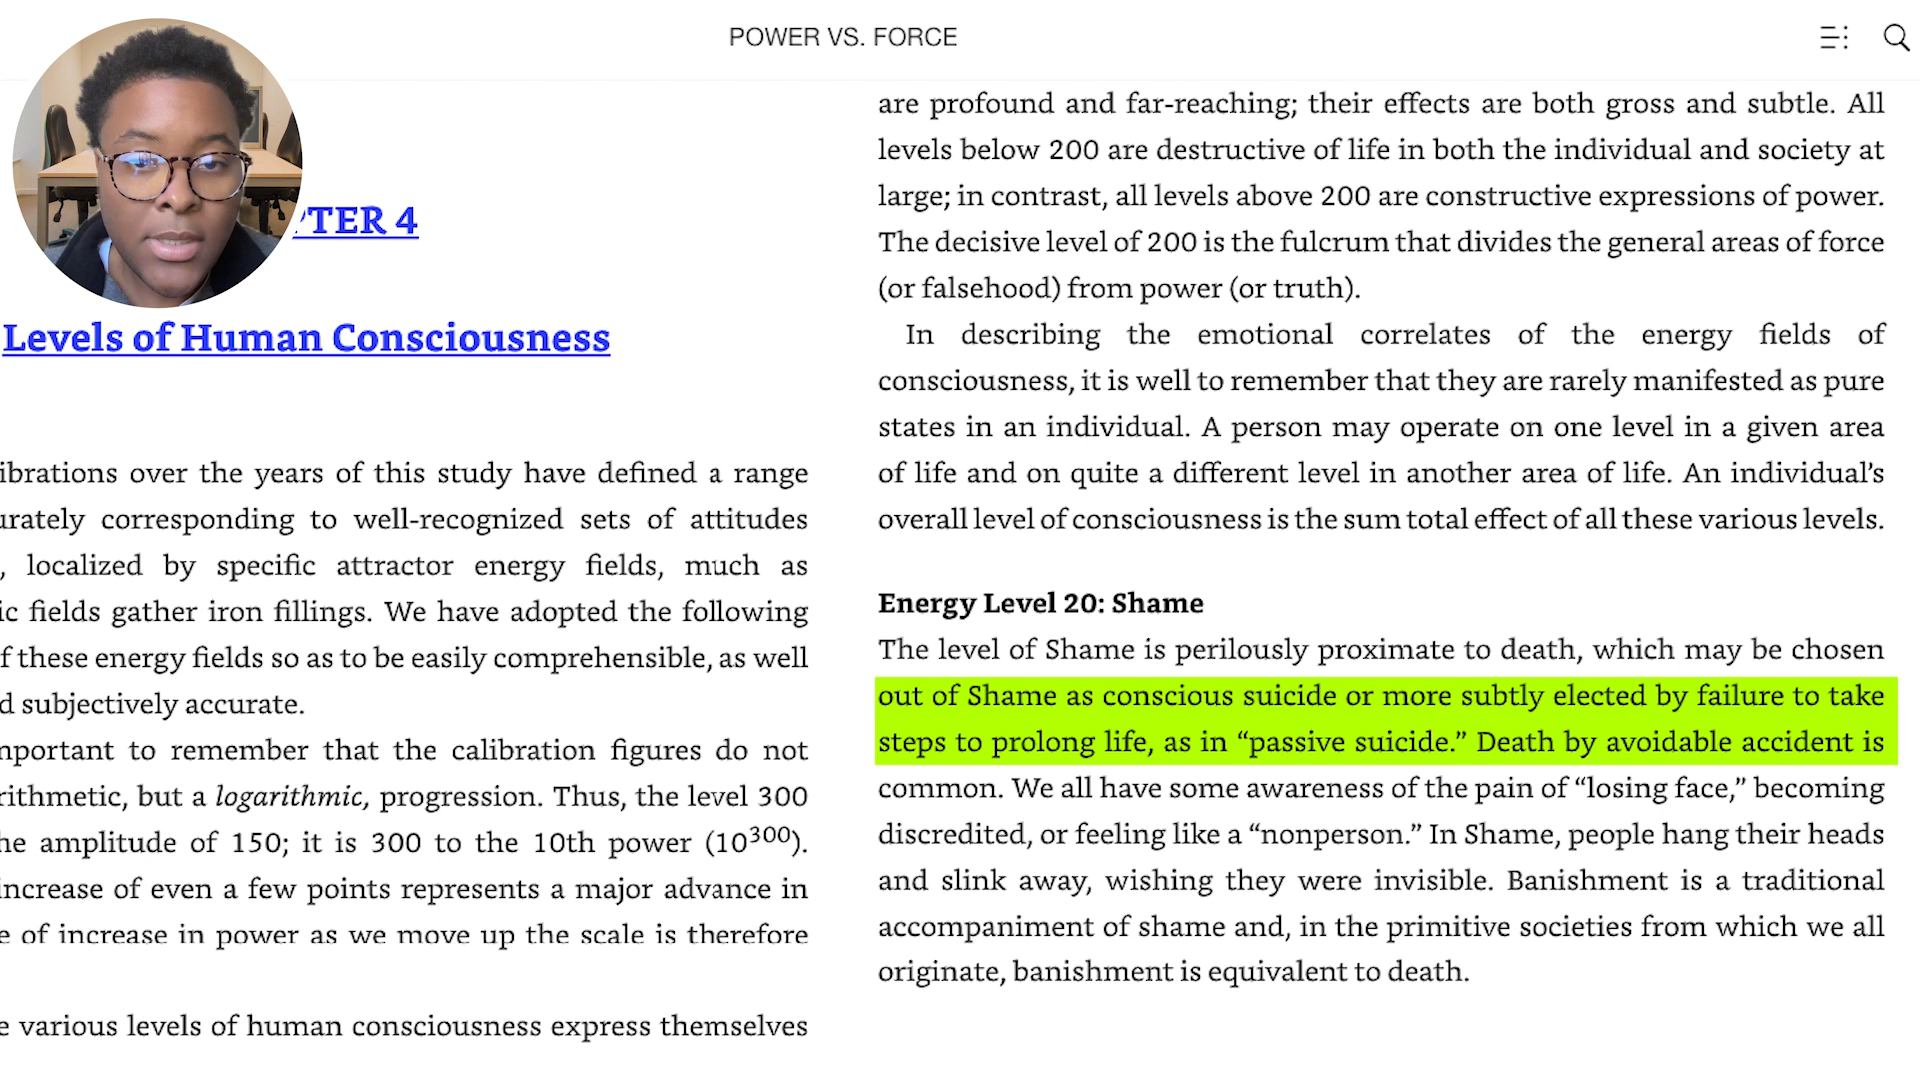 POWER VS. FORCE
PTER 4
Levels of Human Consciousness
ibrations over the years of this study have defined a range
urately corresponding to well-recognized sets of attitudes
, localized by specific attractor energy fields, much as
ic fields gather iron fillings. We have adopted the following
f these energy fields so as to be easily comprehensible, as well
d subjectively accurate.
mportant to remember that the calibration figures do not
rithmetic, but a logarithmic, progression. Thus, the level 300
he amplitude of 150; it is 300 to the 10th power (10³⁰⁰).
increase of even a few points represents a major advance in
e of increase in power as we move up the scale is therefore
e various levels of human consciousness express themselves
are profound and far-reaching; their effects are both gross and subtle. All
levels below 200 are destructive of life in both the individual and society at
large; in contrast, all levels above 200 are constructive expressions of power.
The decisive level of 200 is the fulcrum that divides the general areas of force
(or falsehood) from power (or truth).
In describing the emotional correlates of the energy fields of
consciousness, it is well to remember that they are rarely manifested as pure
states in an individual. A person may operate on one level in a given area
of life and on quite a different level in another area of life. An individual’s
overall level of consciousness is the sum total effect of all these various levels.
Energy Level 20: Shame
The level of Shame is perilously proximate to death, which may be chosen
out of Shame as conscious suicide or more subtly elected by failure to take
steps to prolong life, as in “passive suicide.” Death by avoidable accident is
common. We all have some awareness of the pain of “losing face,” becoming
discredited, or feeling like a “nonperson.” In Shame, people hang their heads
and slink away, wishing they were invisible. Banishment is a traditional
accompaniment of shame and, in the primitive societies from which we all
originate, banishment is equivalent to death.